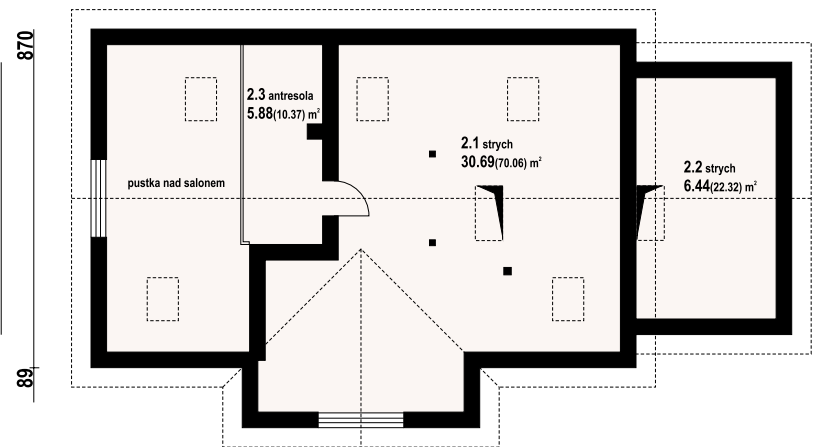 870
2.3 antresola
5.88(10.37) m²
2.1 strych
30.69(70.06) m²
2.2 strych
6.44(22.32) m²
pustka nad salonem
89